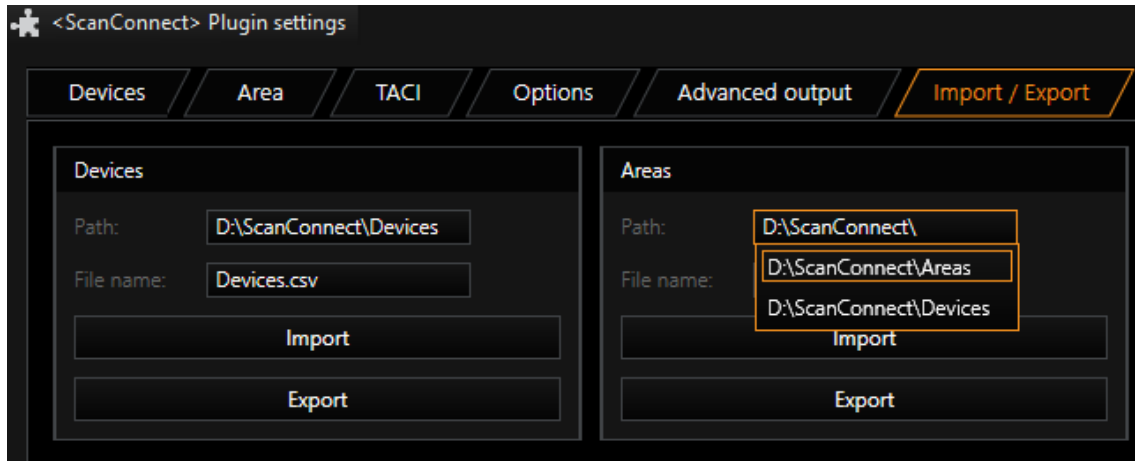 <ScanConnect> Plugin settings
Devices Area TACI Options Advanced output Import / Export
Devices
Path: D:\ScanConnect\Devices
File name: Devices.csv
Import
Export
Areas
Path: D:\ScanConnect\
D:\ScanConnect\Areas
File name:
D:\ScanConnect\Devices
Import
Export